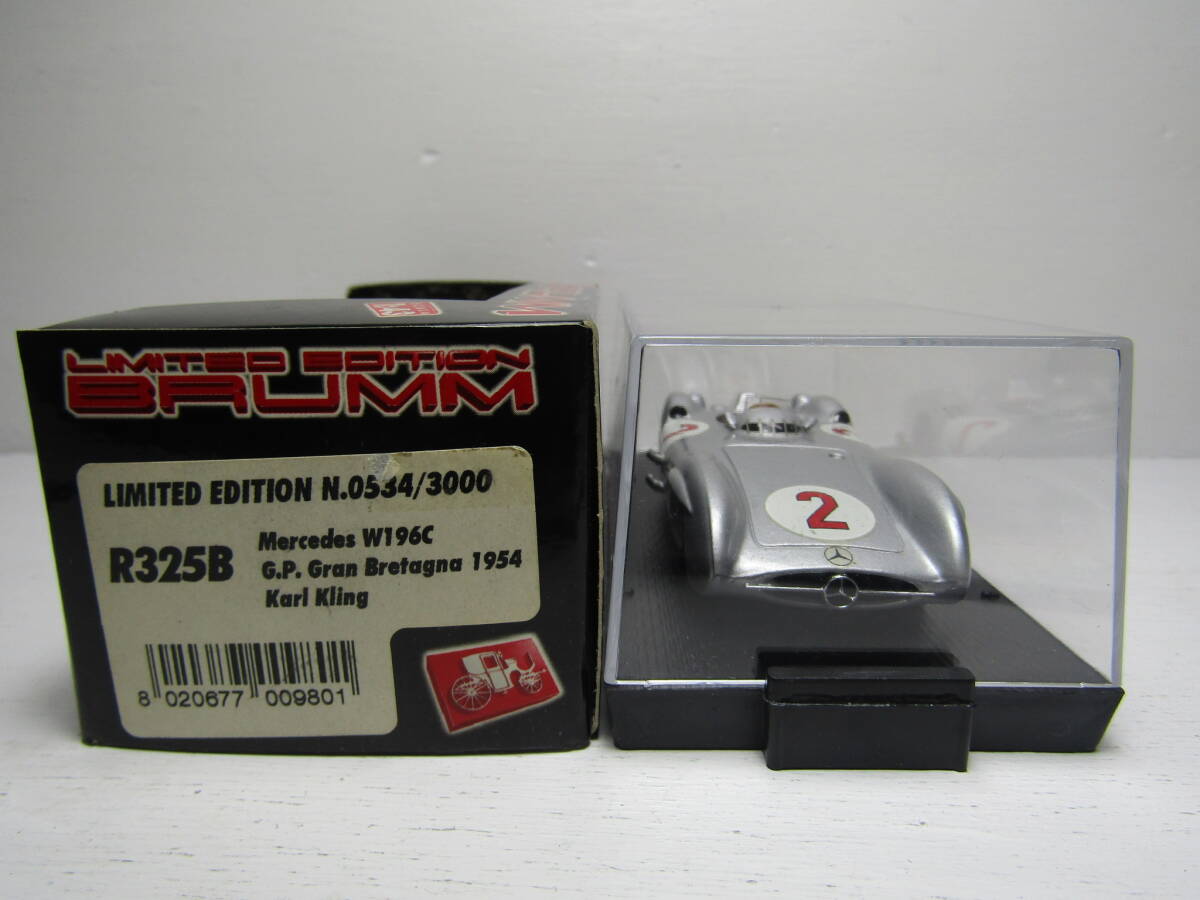 LIMITED EDITION
BRUMM
LIMITED EDITION N.0534/3000
R325B
Mercedes W196C
G.P. Gran Bretagna 1954
Karl Kling
8 020677 009801
2
2